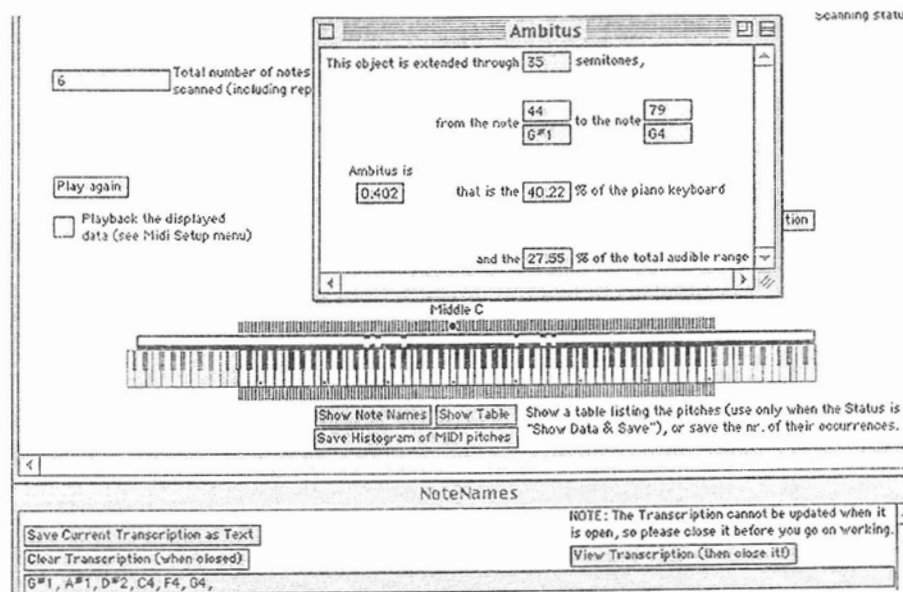 Scanning statu
Ambitus
This object is extended through 35 semitones,
6
Total number of notes
scanned (including rep
44
79
from the note
to the note
G#1
G4
Ambitus is
0.402
that is the 40.22 % of the piano keyboard
Play again
Playback the displayed
data (see Midi Setup menu)
tion
and the 27.55 % of the total audible range
Middle C
Show Note Names
Show Table
Show a table listing the pitches (use only when the Status is
"Show Data & Save"), or save the nr. of their occurrences.
Save Histogram of MIDI pitches
NoteNames
NOTE: The Transcription cannot be updated when it
is open, so please close it before you go on working.
Save Current Transcription as Text
Clear Transcription (when closed)
View Transcription (then close it!)
G#1, A#1, D#2, C4, F4, G4,